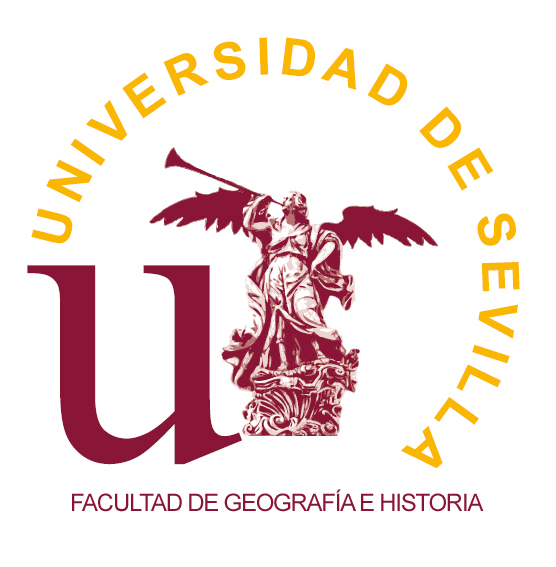 UNIVERSIDAD DE SEVILLA
u
FACULTAD DE GEOGRAFÍA E HISTORIA